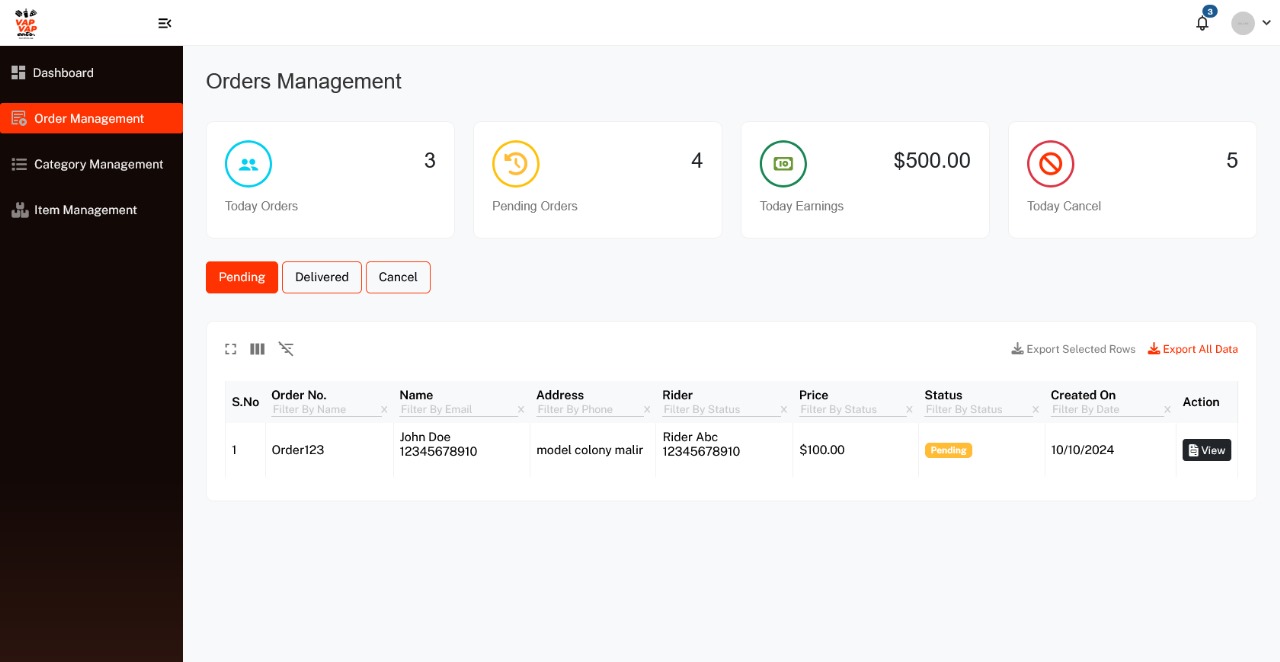 VAP
VAP
3
Dashboard
Order Management
Category Management
Item Management
Orders Management
3
Today Orders
4
Pending Orders
10
$500.00
Today Earnings
5
Today Cancel
Pending Delivered Cancel
Export Selected Rows Export All Data
S.No Order No. Name Address Rider Price Status Created On Action
Filter By Name X Filter By Email X Filter By Phone X Filter By Status X Filter By Status X Filter By Status X Filter By Date X
1 Order123 John Doe model colony malir Rider Abc $100.00 Pending 10/10/2024 View
12345678910 12345678910